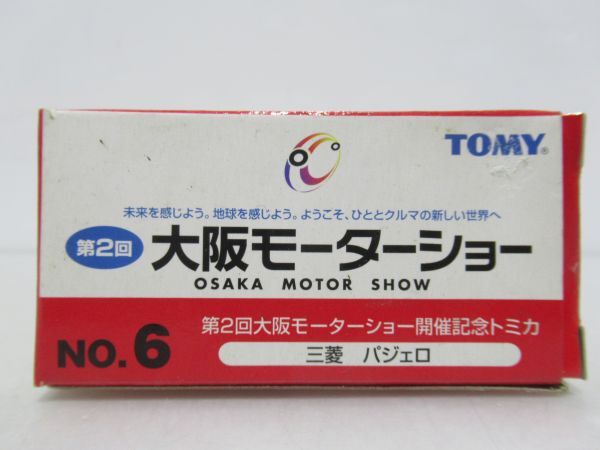 TOMY®
未来を感じよう。地球を感じよう。ようこそ、ひととクルマの新しい世界へ
第2回 大阪モーターショー
OSAKA MOTOR SHOW
NO.6
第2回大阪モーターショー開催記念トミカ
三菱 パジェロ